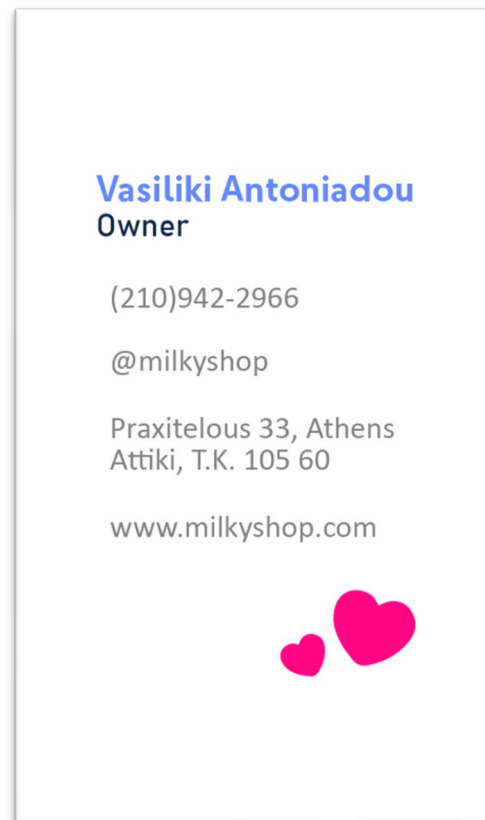 Vasiliki Antoniadou
Owner
(210)942-2966
@milkyshop
Praxitelous 33, Athens
Attiki, T.K. 105 60
www.milkyshop.com